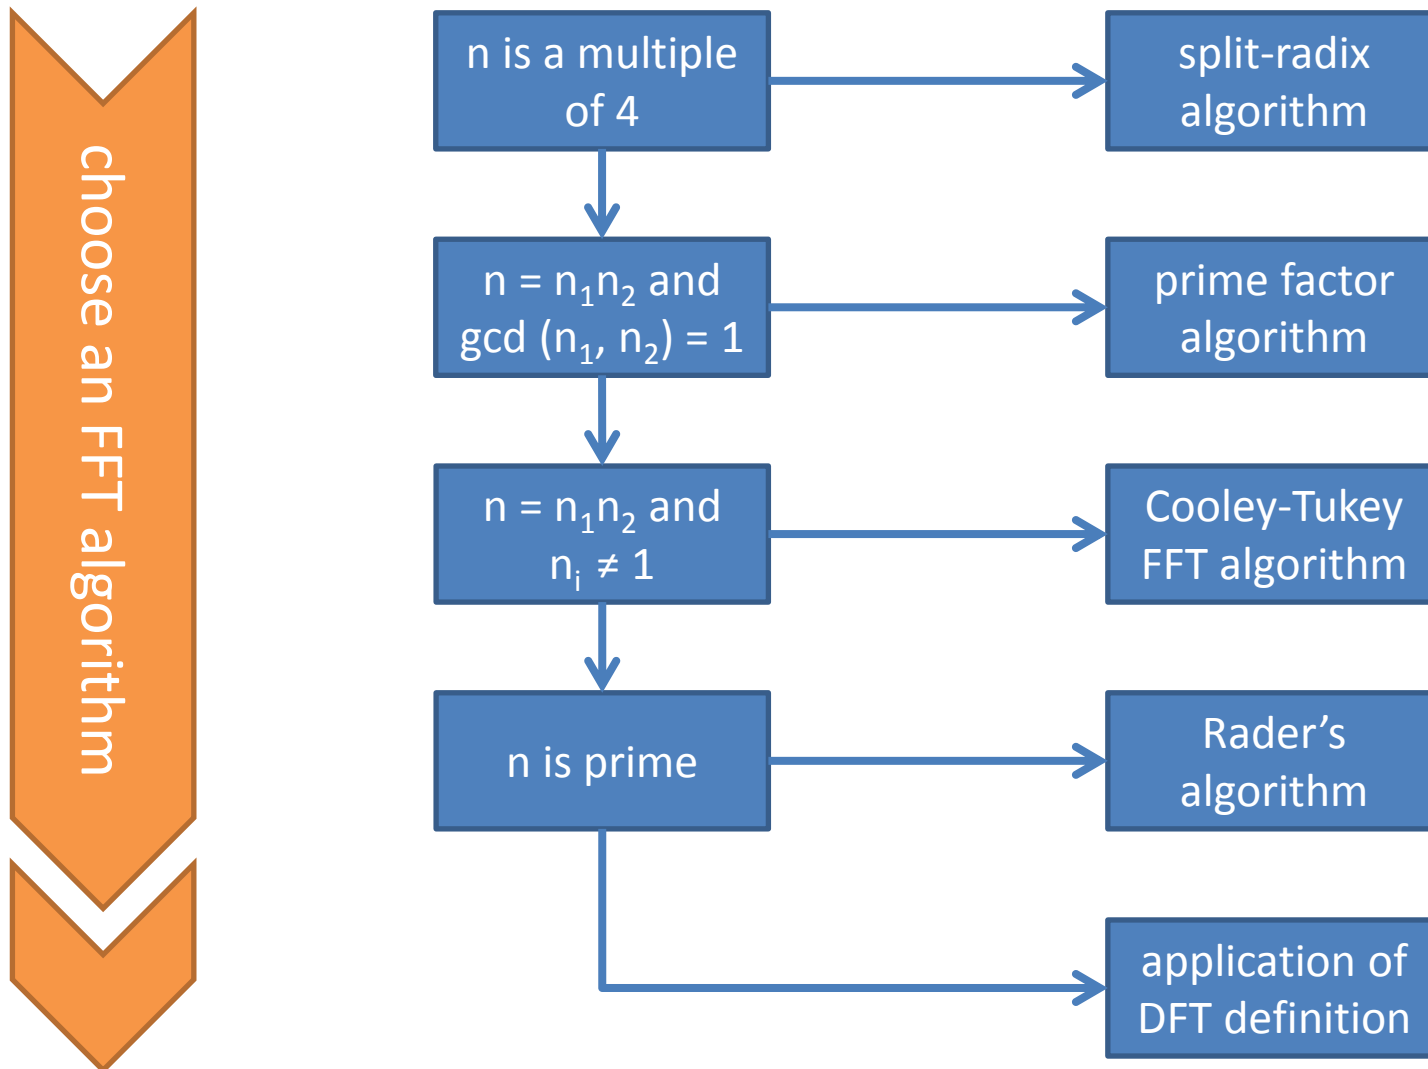 choose an FFT algorithm
n is a multiple
of 4
split-radix
algorithm
n = n₁n₂ and
gcd (n₁, n₂) = 1
prime factor
algorithm
n = n₁n₂ and
nᵢ ≠ 1
Cooley-Tukey
FFT algorithm
n is prime
Rader’s
algorithm
application of
DFT definition